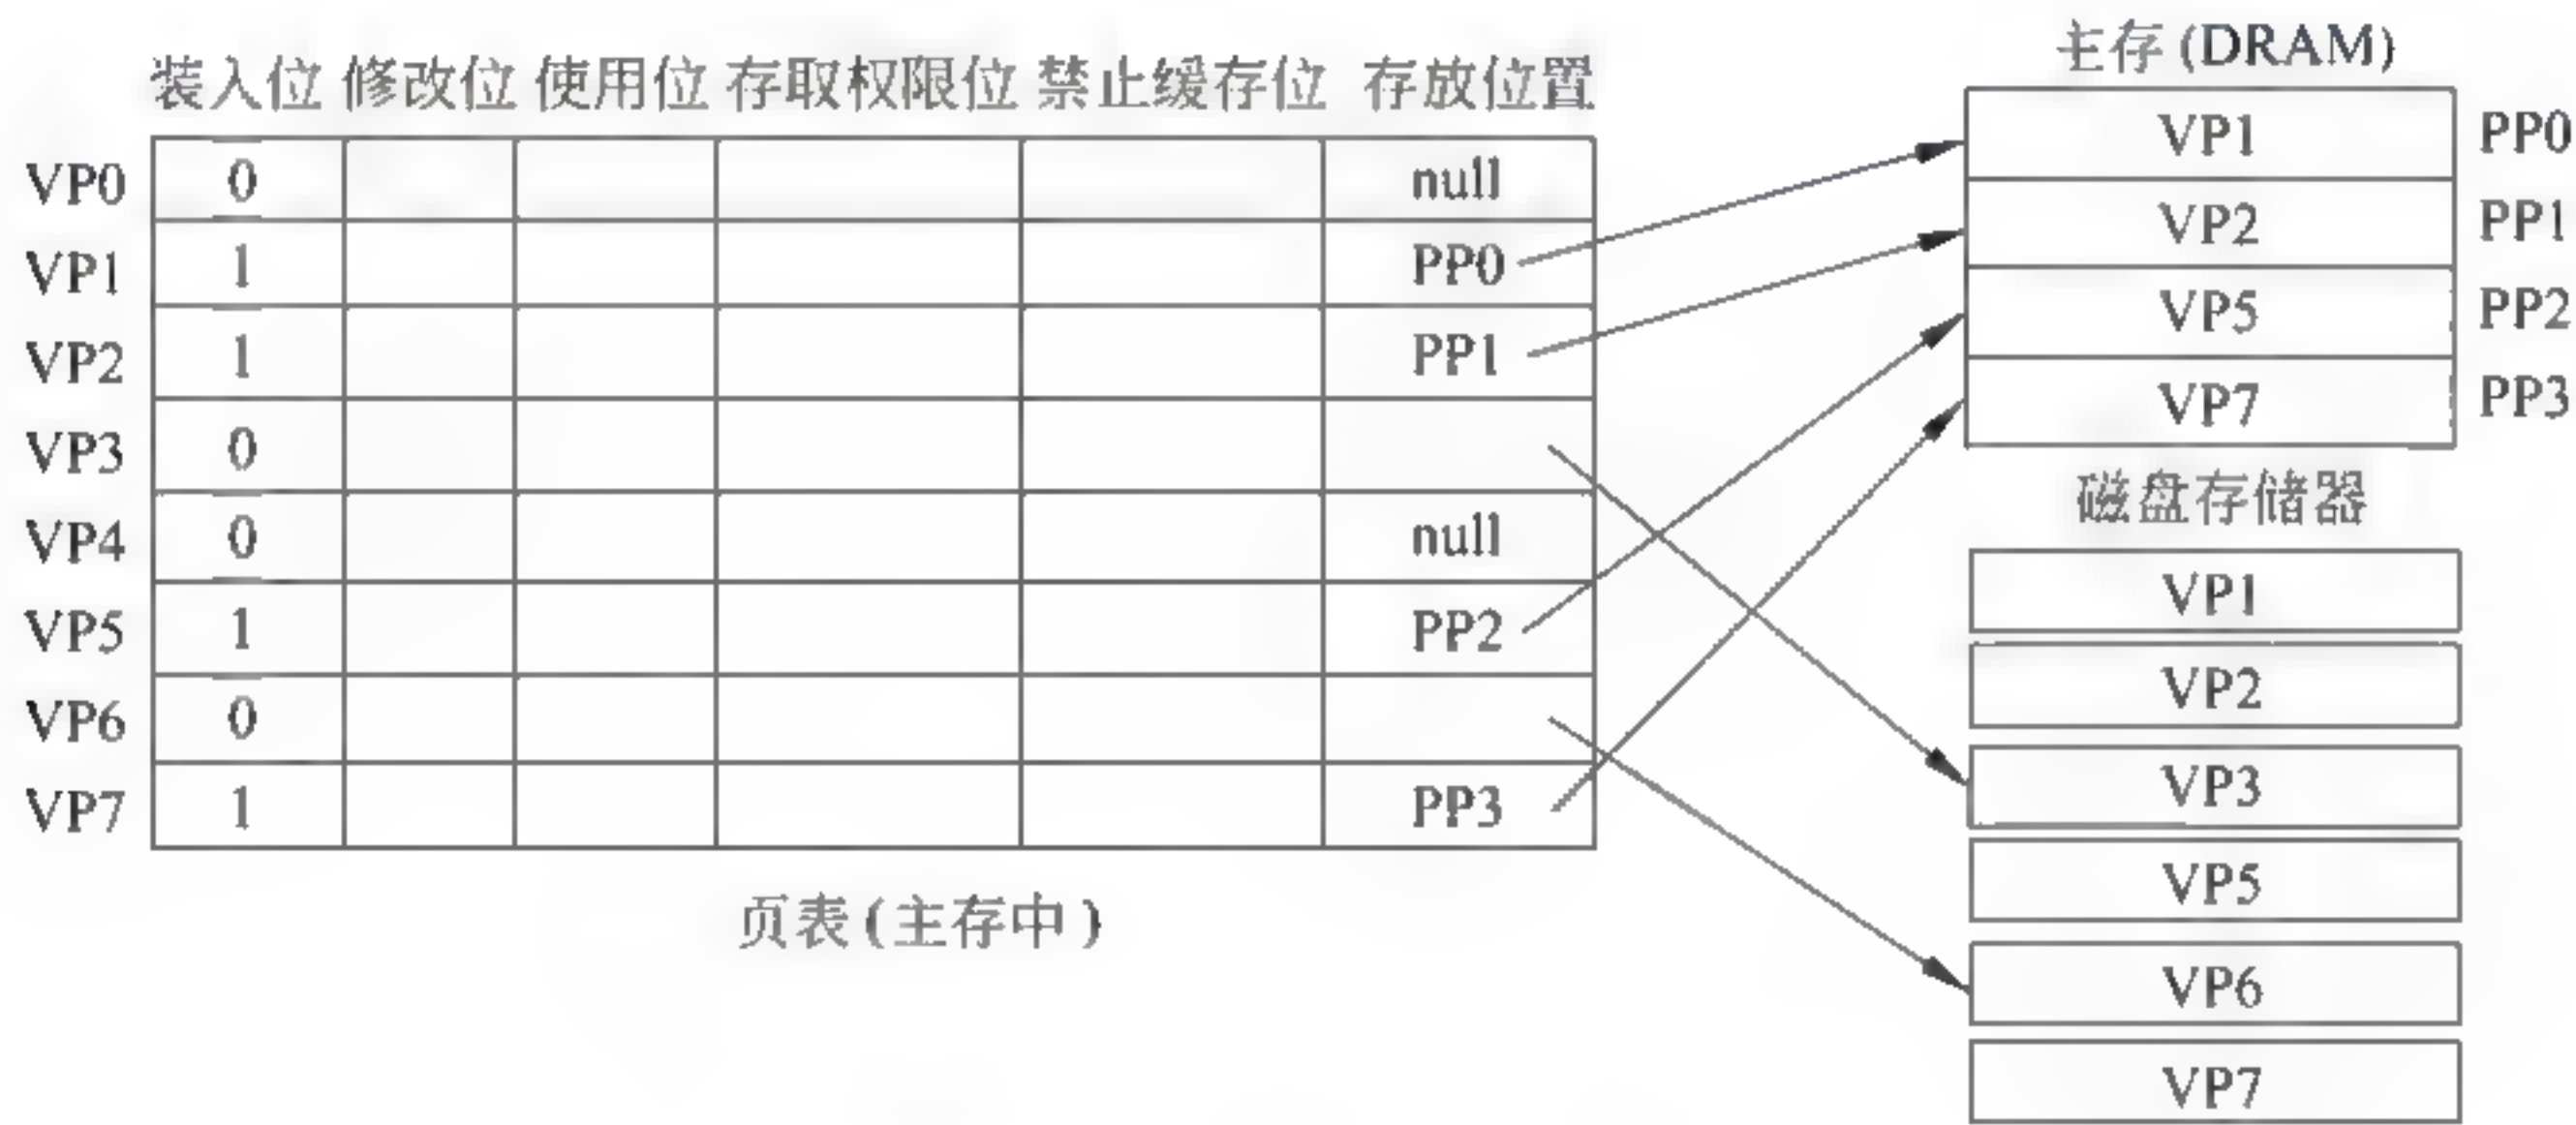 装入位 修改位 使用位 存取权限位 禁止缓存位 存放位置
VP0 0 null
VP1 1 PP0
VP2 1 PP1
VP3 0
VP4 0 null
VP5 1 PP2
VP6 0
VP7 1 PP3
页表(主存中)
主存(DRAM)
VP1 PP0
VP2 PP1
VP5 PP2
VP7 PP3
磁盘存储器
VP1
VP2
VP3
VP5
VP6
VP7